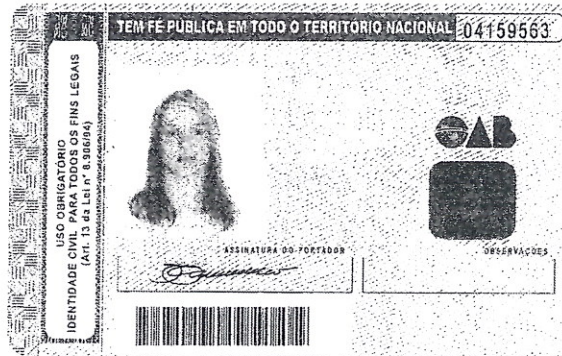 TEM FÉ PÚBLICA EM TODO O TERRITÓRIO NACIONAL
04159563
USO OBRIGATÓRIO
IDENTIDADE CIVIL PARA TODOS OS FINS LEGAIS
(Art. 13 da Lei nº 8.906/94)
OAB
ASSINATURA DO PORTADOR
OBSERVAÇÕES